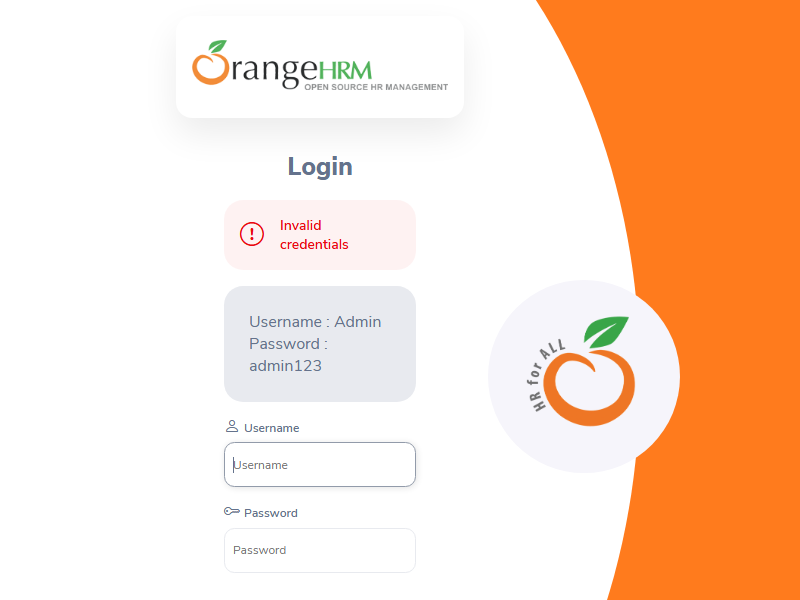 OrangeHRM
OPEN SOURCE HR MANAGEMENT
Login
Invalid
credentials
Username : Admin
Password :
admin123
Username
Username
Password
Password
HR for ALL